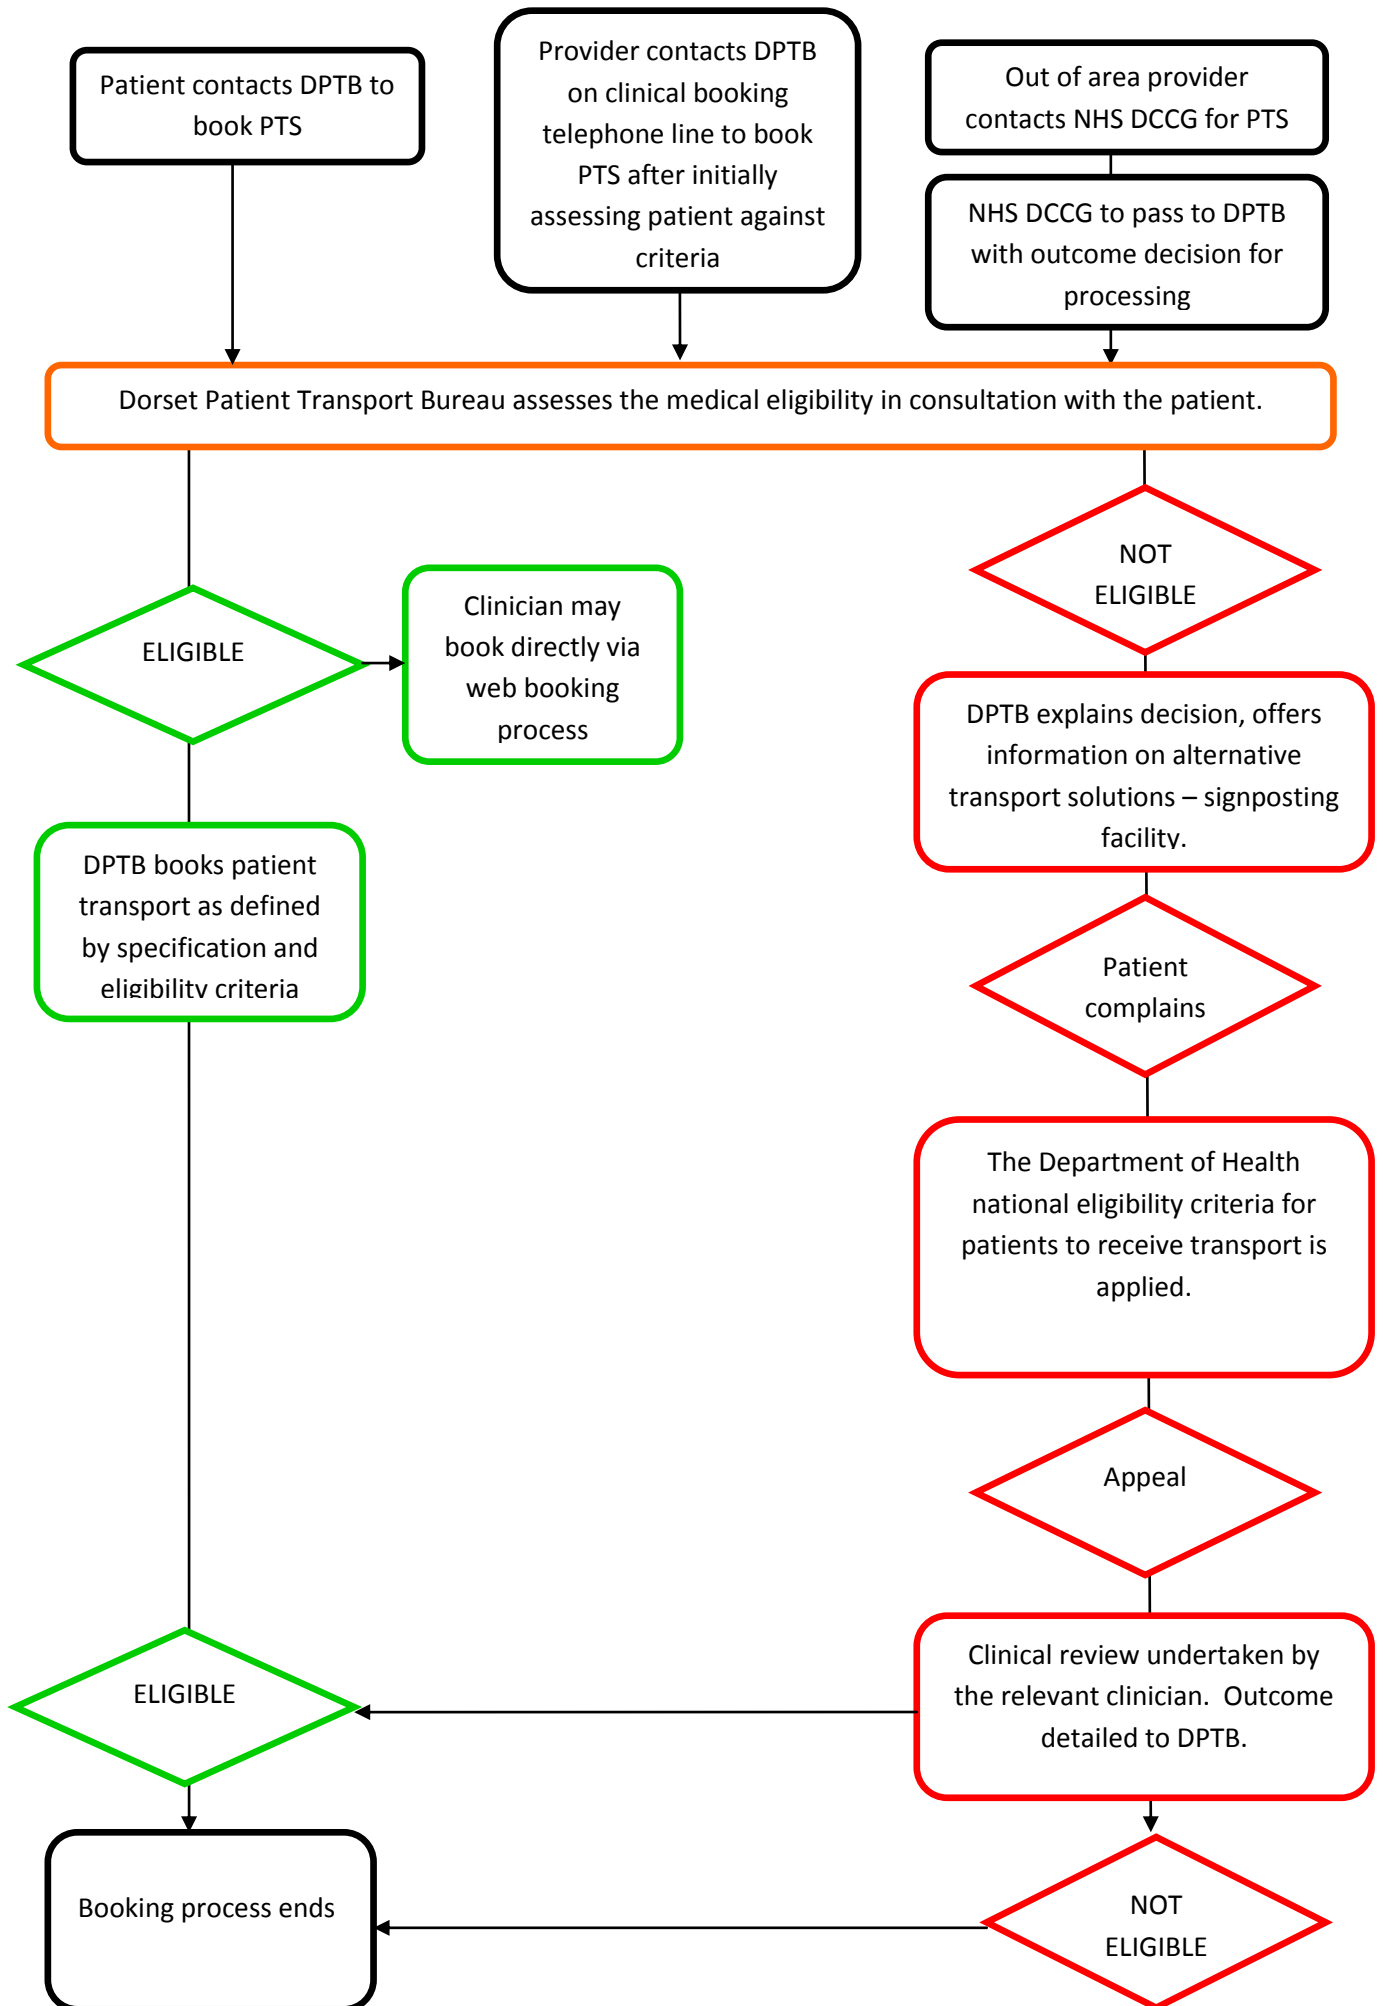 Patient contacts DPTB to
book PTS
Provider contacts DPTB
on clinical booking
telephone line to book
PTS after initially
assessing patient against
criteria
Out of area provider
contacts NHS DCCG for PTS
NHS DCCG to pass to DPTB
with outcome decision for
processing
Dorset Patient Transport Bureau assesses the medical eligibility in consultation with the patient.
NOT
ELIGIBLE
ELIGIBLE
Clinician may
book directly via
web booking
process
DPTB explains decision, offers
information on alternative
transport solutions – signposting
facility.
DPTB books patient
transport as defined
by specification and
eligibility criteria
Patient
complains
The Department of Health
national eligibility criteria for
patients to receive transport is
applied.
Appeal
Clinical review undertaken by
the relevant clinician.  Outcome
detailed to DPTB.
ELIGIBLE
Booking process ends
NOT
ELIGIBLE